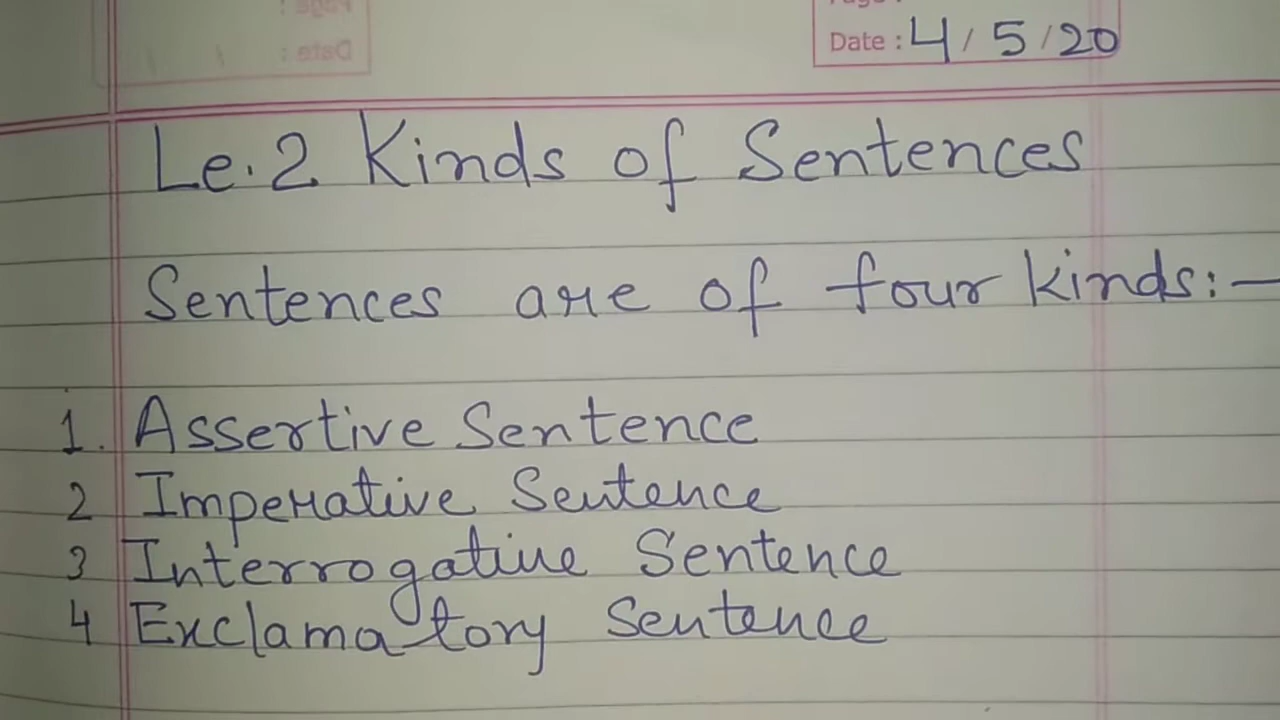 Date : 4/5/20
Le.2 Kinds of Sentences
Sentences are of four kinds:-
1. Assertive Sentence
2 Imperative Sentence
3 Interrogative Sentence
4 Exclamatory Sentence